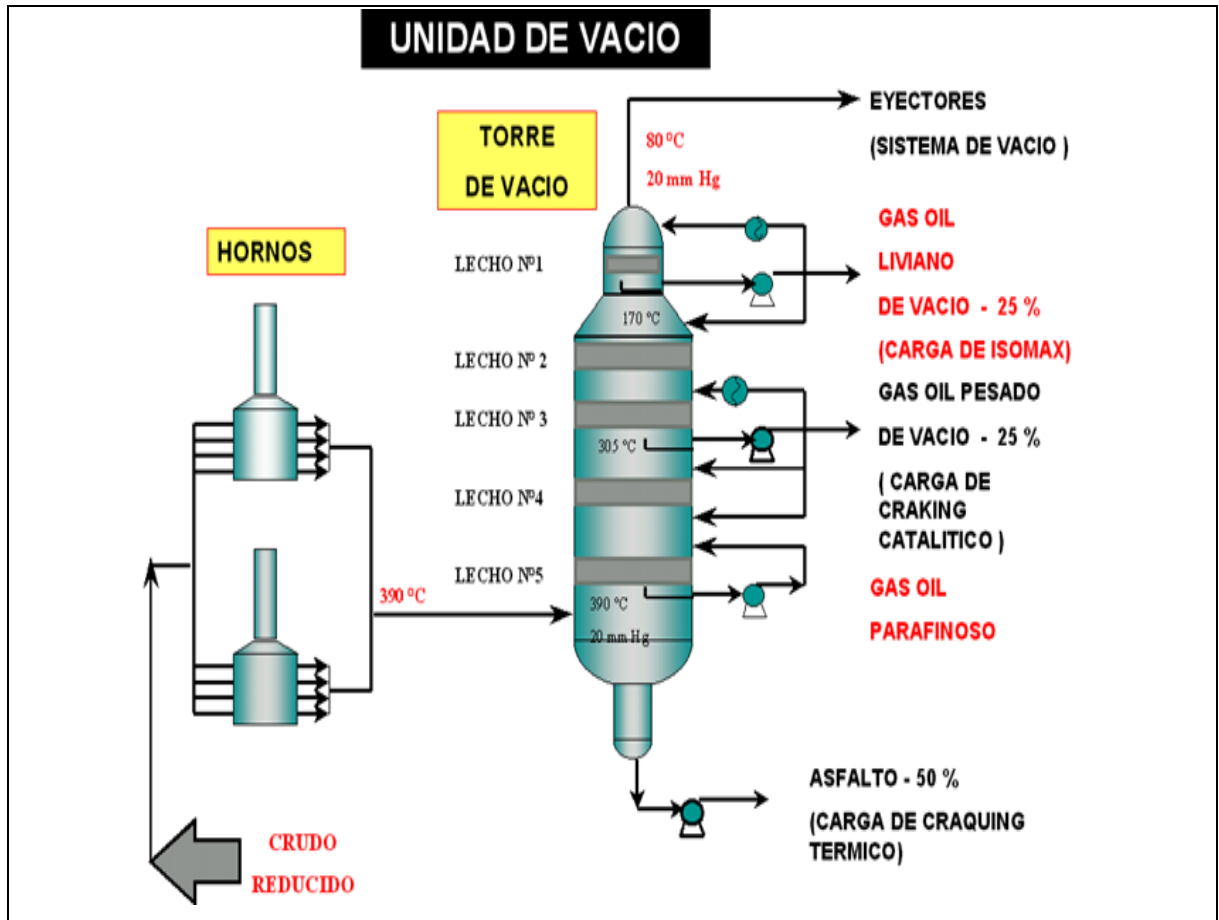 UNIDAD DE VACIO
EYECTORES
(SISTEMA DE VACIO )
TORRE
DE VACIO
80 ºC
20 mm Hg
HORNOS
GAS OIL
LIVIANO
DE VACIO - 25 %
(CARGA DE ISOMAX)
LECHO Nº1
170 ºC
LECHO Nº 2
GAS OIL PESADO
DE VACIO - 25 %
( CARGA DE
CRAKING
CATALITICO )
LECHO Nº 3
305 ºC
LECHO Nº4
LECHO Nº5
390 ºC
390 ºC
20 mm Hg
GAS OIL
PARAFINOSO
ASFALTO - 50 %
(CARGA DE CRAQUING
TERMICO)
CRUDO
REDUCIDO